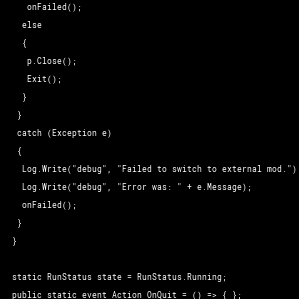 onFailed();
else
{
p.Close();
Exit();
}
}
catch (Exception e)
{
Log.Write("debug", "Failed to switch to external mod.")
Log.Write("debug", "Error was: " + e.Message);
onFailed();
}
}
static RunStatus state = RunStatus.Running;
public static event Action OnQuit = () => { };